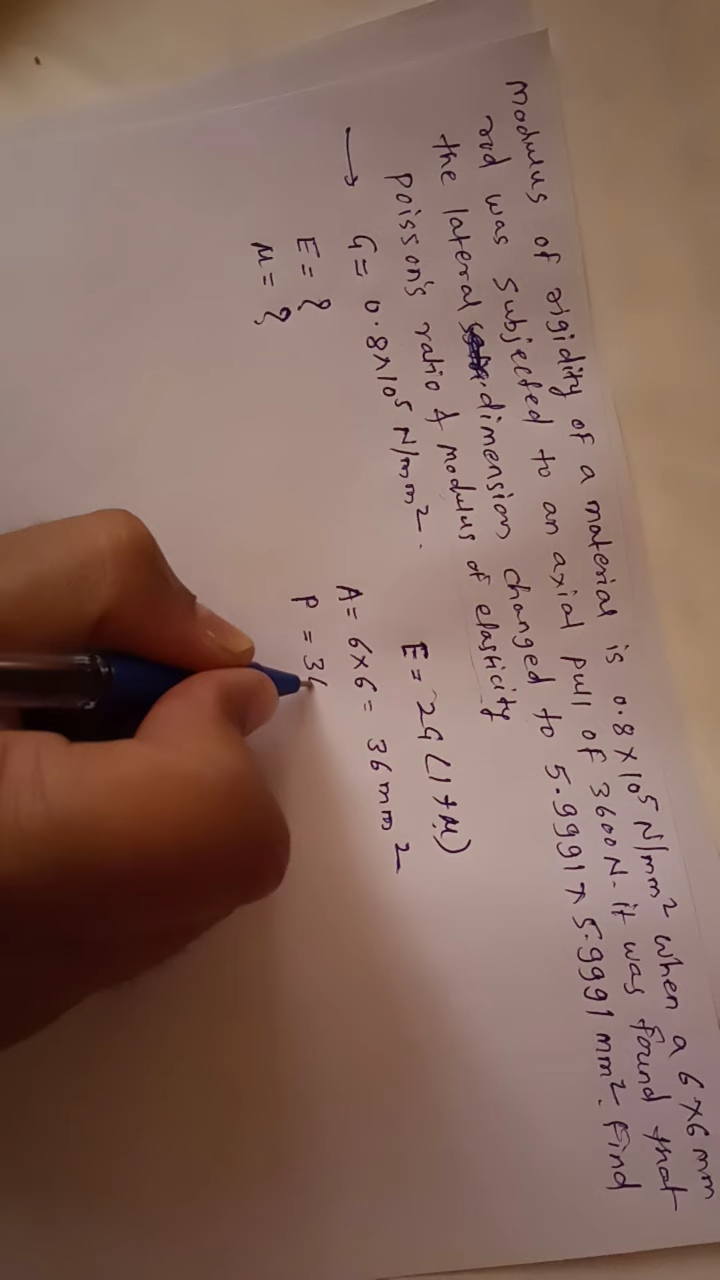 Modulus of rigidity of a material is 0.8×10⁵ N/mm² when a 6×6 mm
rod was subjected to an axial pull of 3600 N. it was found that
the lateral dimension changed to 5.9991 × 5.9991 mm². find
poisson's ratio & modulus of elasticity
→ G = 0.8×10⁵ N/mm². E = 2G(1+μ)
E = ? A = 6×6 = 36 mm²
μ = ? P = 36